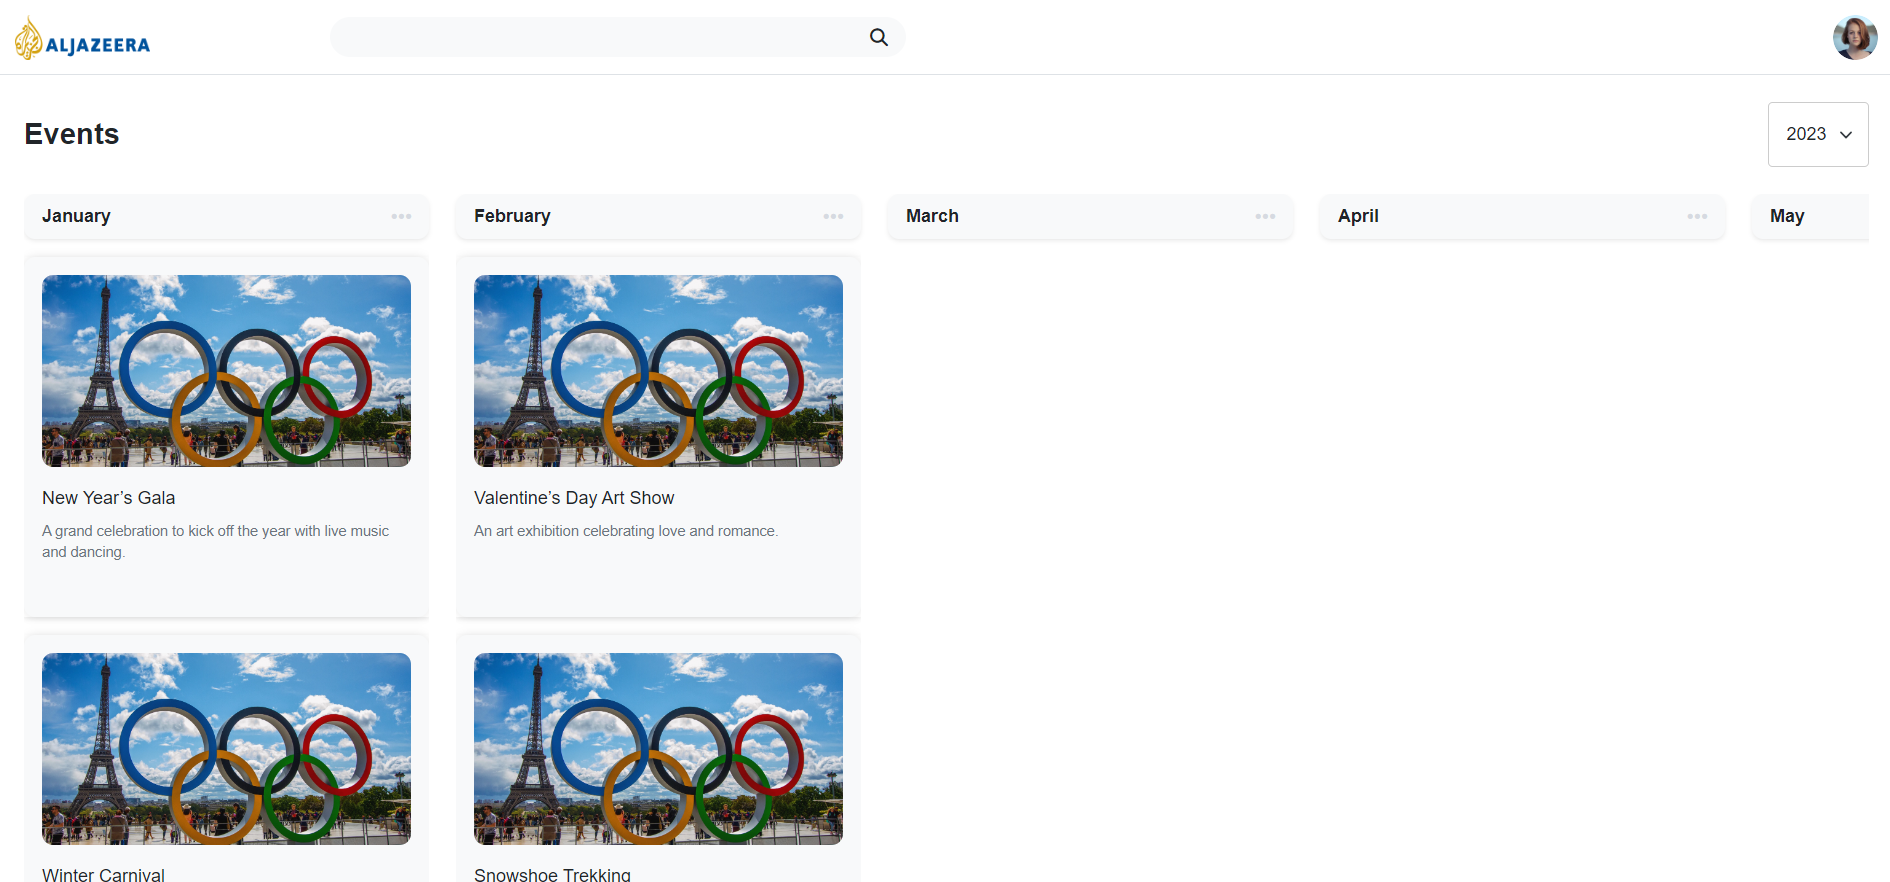 ALJAZEERA
Events
2023
January
February
March
April
May
New Year’s Gala
A grand celebration to kick off the year with live music
and dancing.
Valentine’s Day Art Show
An art exhibition celebrating love and romance.
Winter Carnival
Snowshoe Trekking